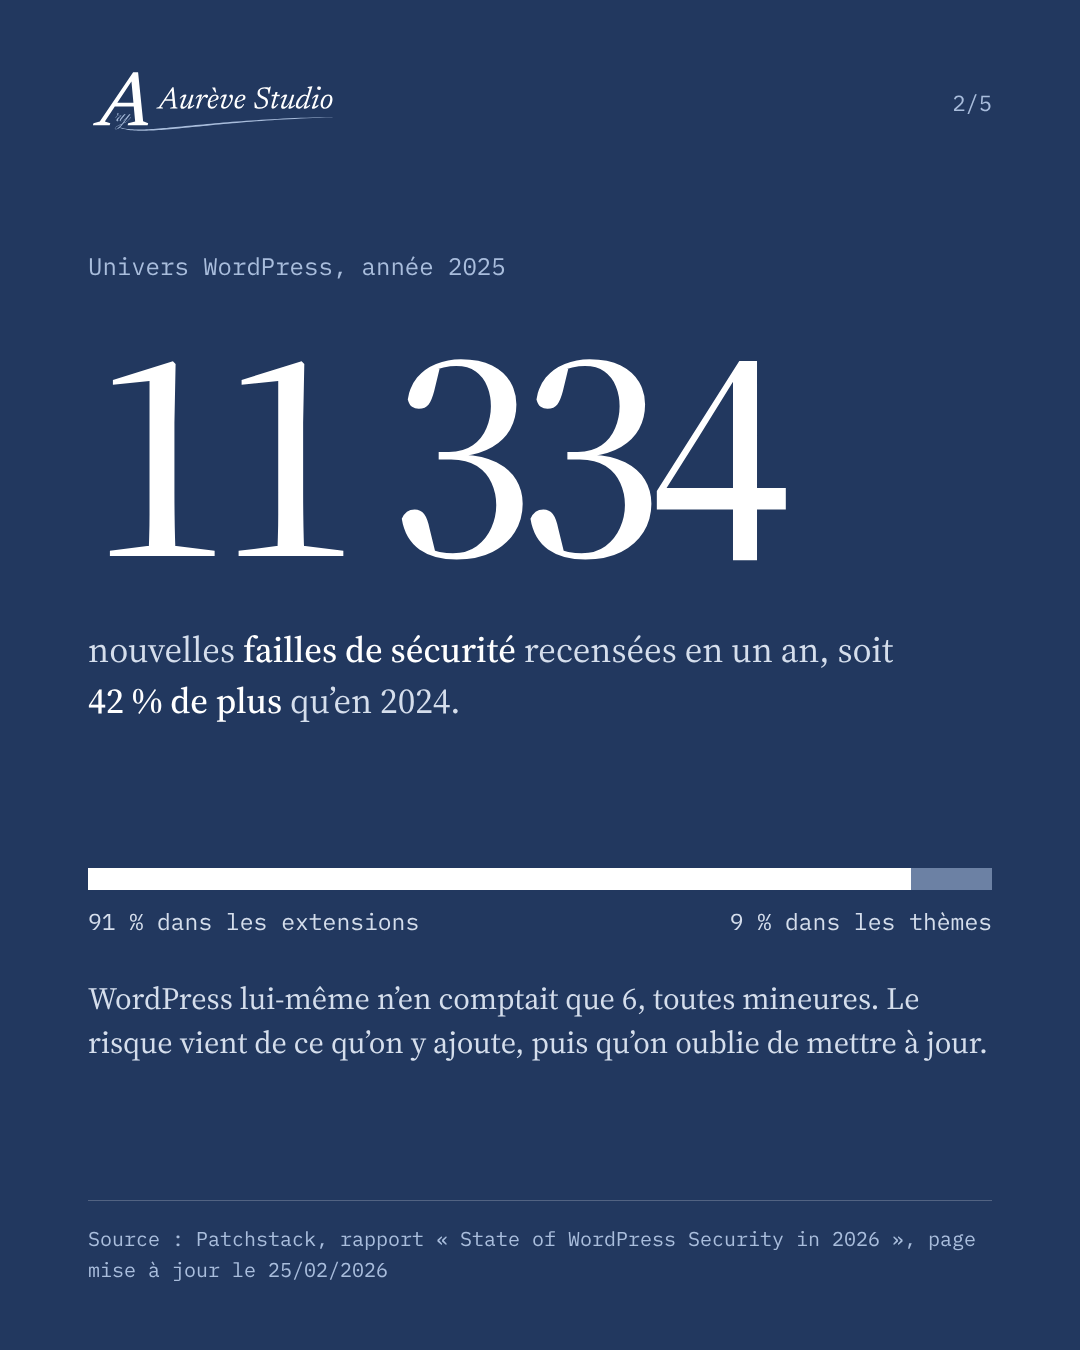 A Aurève Studio
2/5
Univers WordPress, année 2025
11 334
nouvelles failles de sécurité recensées en un an, soit
42 % de plus qu’en 2024.
91 % dans les extensions
9 % dans les thèmes
WordPress lui-même n’en comptait que 6, toutes mineures. Le
risque vient de ce qu’on y ajoute, puis qu’on oublie de mettre à jour.
Source : Patchstack, rapport « State of WordPress Security in 2026 », page
mise à jour le 25/02/2026